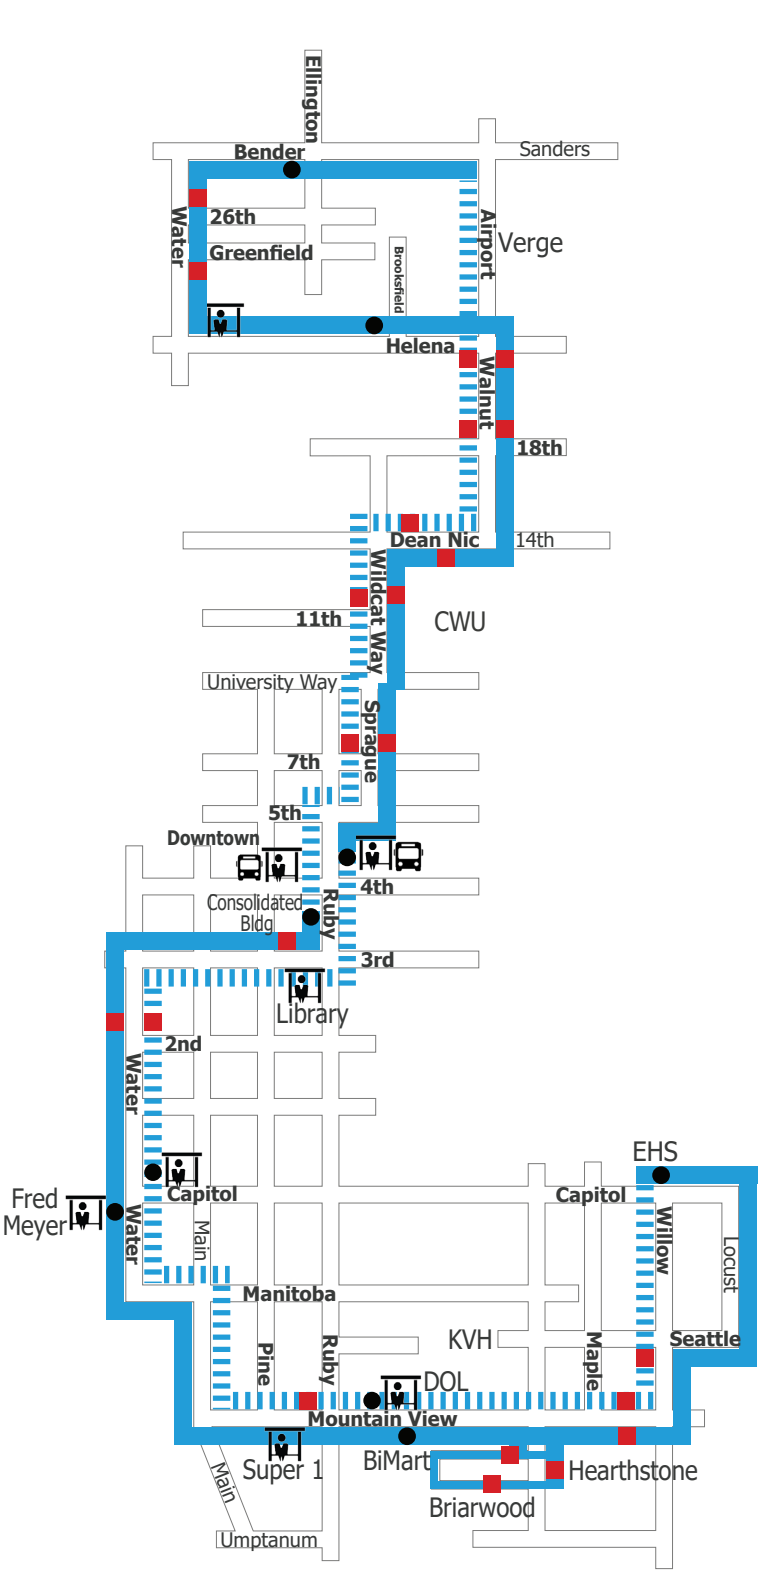 Ellington
Bender
Sanders
Water
26th
Airport
Verge
Greenfield
Brooksfield
Helena
Walnut
18th
Dean Nic
14th
Wildcat Way
11th
CWU
University Way
Sprague
7th
5th
Downtown
4th
Consolidated
Bldg
Ruby
3rd
Library
2nd
Water
EHS
Capitol
Capitol
Fred
Meyer
Water
Main
Willow
Locust
Manitoba
Pine
Ruby
KVH
Maple
Seattle
DOL
Mountain View
BiMart
Super 1
Hearthstone
Main
Briarwood
Umptanum